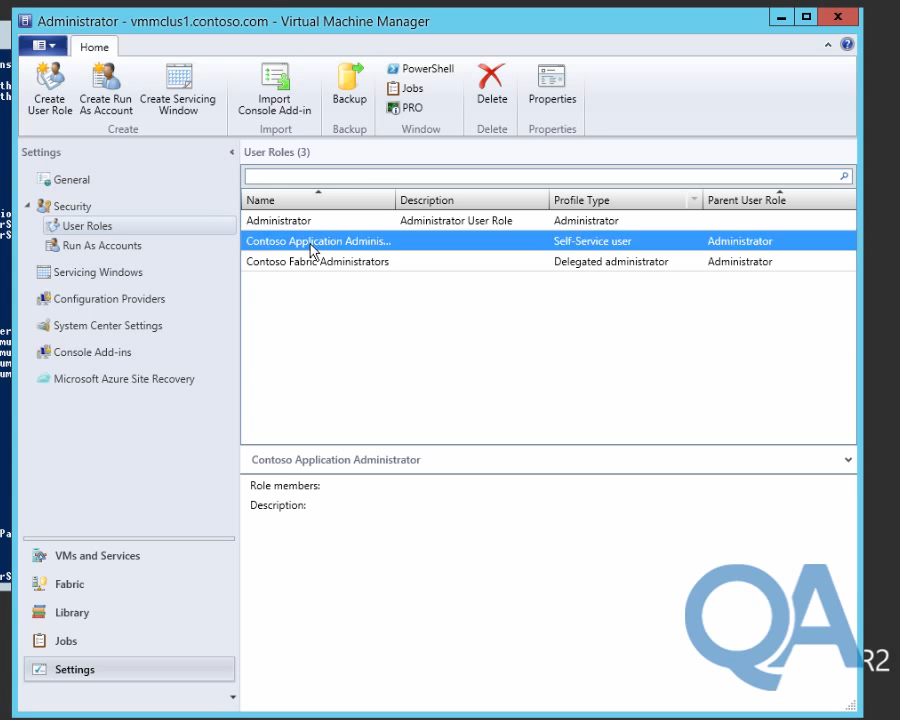 Administrator - vmmclus1.contoso.com - Virtual Machine Manager
Home
Create User Role
Create Run As Account
Create Servicing Window
Import Console Add-in
Backup
PowerShell
Jobs
PRO
Delete
Properties
Create
Import
Backup
Window
Delete
Properties
Settings
General
Security
User Roles
Run As Accounts
Servicing Windows
Configuration Providers
System Center Settings
Console Add-ins
Microsoft Azure Site Recovery
VMs and Services
Fabric
Library
Jobs
Settings
User Roles (3)
Name Description Profile Type Parent User Role
Administrator Administrator User Role Administrator
Contoso Application Adminis... Self-Service user Administrator
Contoso Fabric Administrators Delegated administrator Administrator
Contoso Application Administrator
Role members:
Description:
QA
R2